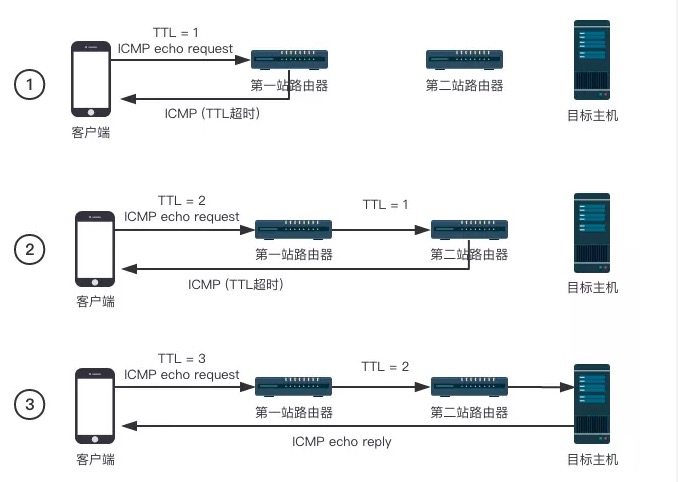 TTL = 1
ICMP echo request
1
第一站路由器
第二站路由器
ICMP (TTL超时)
客户端
目标主机
TTL = 2
ICMP echo request
TTL = 1
2
第一站路由器
第二站路由器
ICMP (TTL超时)
客户端
目标主机
TTL = 3
ICMP echo request
TTL = 2
3
第一站路由器
第二站路由器
ICMP echo reply
客户端
目标主机